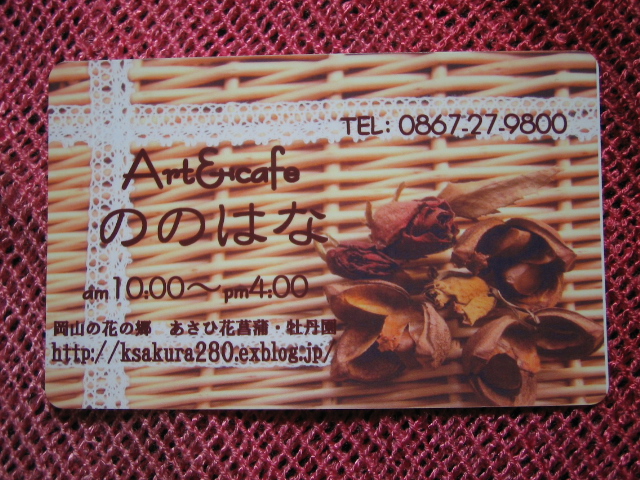 TEL: 0867-27-9800
Art&cafe
ののはな
am10:00～pm4:00
岡山の花の郷　あさひ花菖蒲・牡丹園
http://ksakura280.exblog.jp/